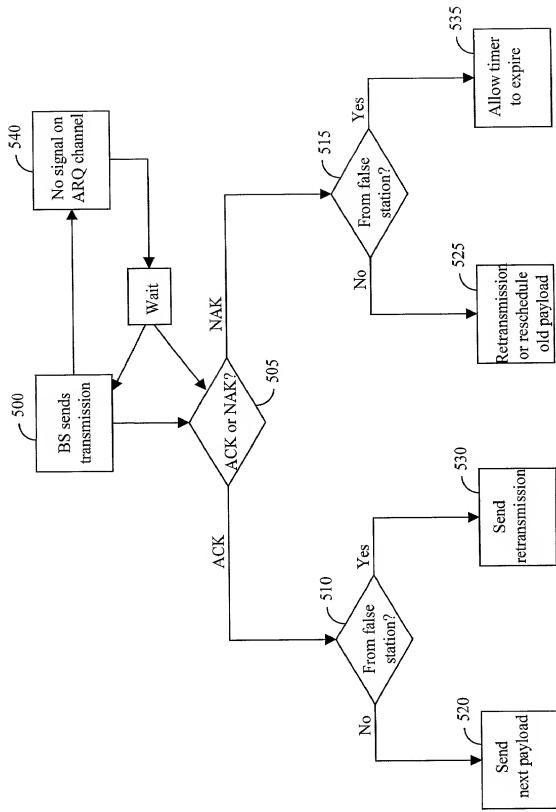 500
BS sends
transmission
540
No signal on
ARQ channel
Wait
ACK or NAK?
505
ACK
NAK
510
From false
station?
No
Yes
515
From false
station?
No
Yes
520
Send
next payload
530
Send
retransmission
525
Retransmission
or reschedule
old payload
535
Allow timer
to expire